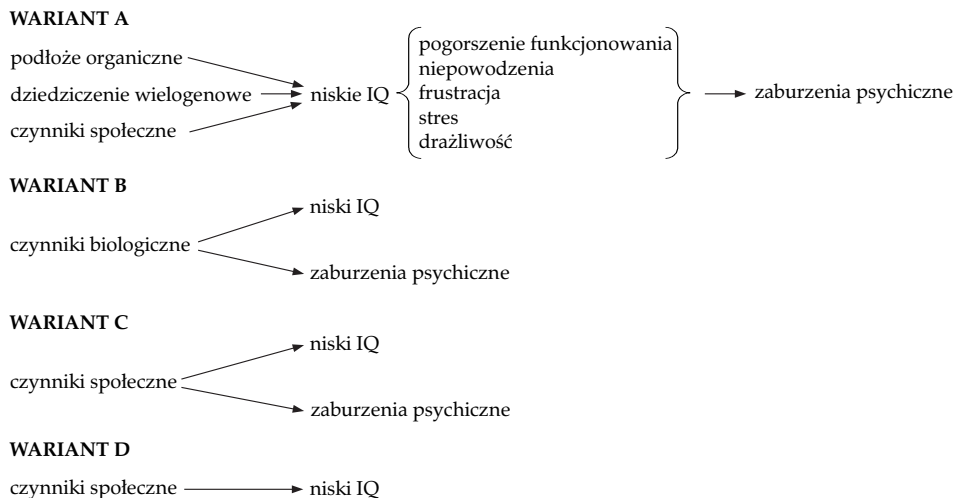 WARIANT A
podłoże organiczne
dziedziczenie wielogenowe
czynniki społeczne
niskie IQ
pogorszenie funkcjonowania
niepowodzenia
frustracja
stres
drażliwość
zaburzenia psychiczne
WARIANT B
czynniki biologiczne
niski IQ
zaburzenia psychiczne
WARIANT C
czynniki społeczne
niski IQ
zaburzenia psychiczne
WARIANT D
czynniki społeczne
niski IQ